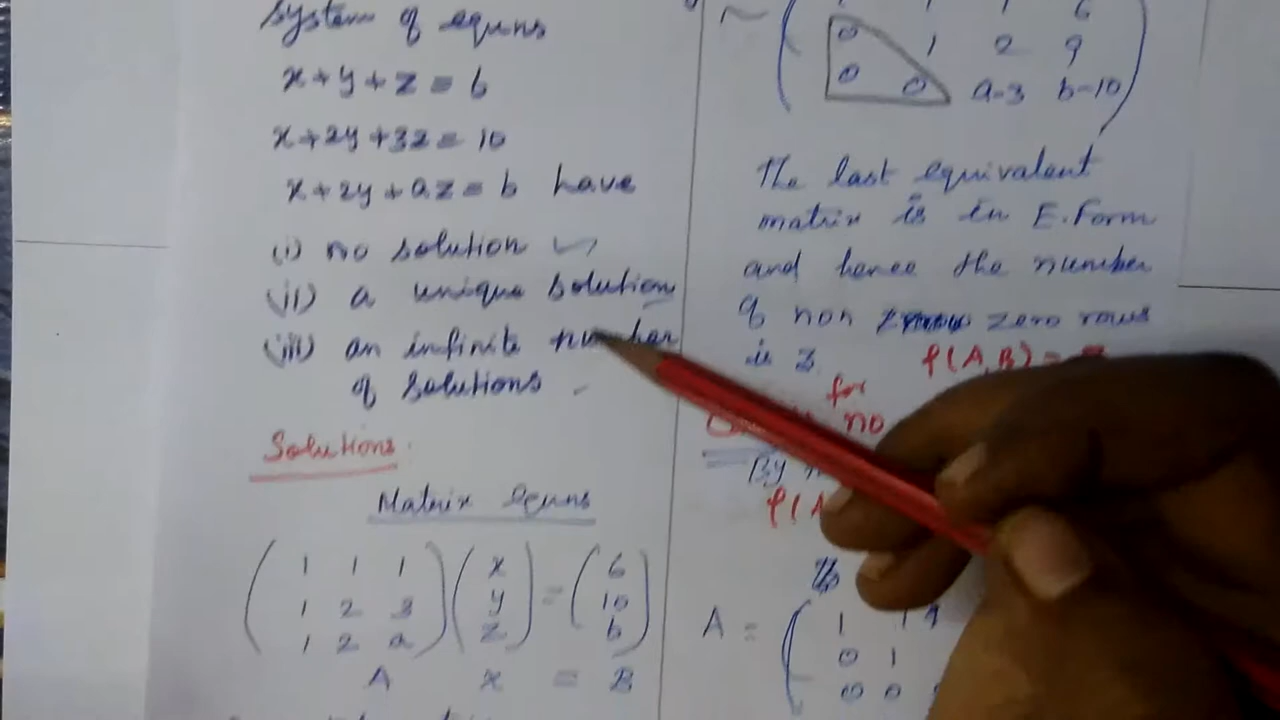 System of equns
x+y+z = 6
x+2y+3z = 10
x+2y+az = b have
(i) no solution
(ii) a unique solution
(iii) an infinite number
of solutions
Solutions.
Matrix equns
( 1 1 1 ) ( x ) = ( 6 )
( 1 2 3 ) ( y ) = ( 10 )
( 1 2 a ) ( z ) = ( b )
A x = B
~ ( 1 1 1 6 )
0 1 2 9
0 0 a-3 b-10
The last equivalent
matrix is in E. Form
and hence the number
of non zero rows
is 3 ρ(A,B) =
for
no
By
ρ(A
A = ( 1 1
0 1
0 0